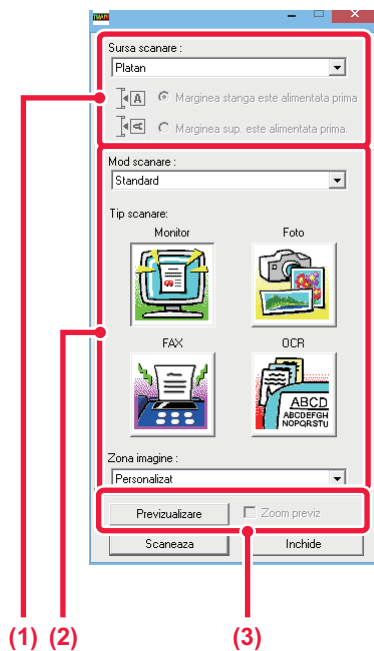 Sursa scanare :
Platan
A Marginea stanga este alimentata prima
A Marginea sup. este alimentata prima.
Mod scanare :
Standard
Tip scanare:
Monitor Foto
FAX OCR
ABCD
ABCDEFGH
NOPQRSTU
Zona imagine :
Personalizat
Previzualizare Zoom previz
Scaneaza Inchide
(1) (2) (3)